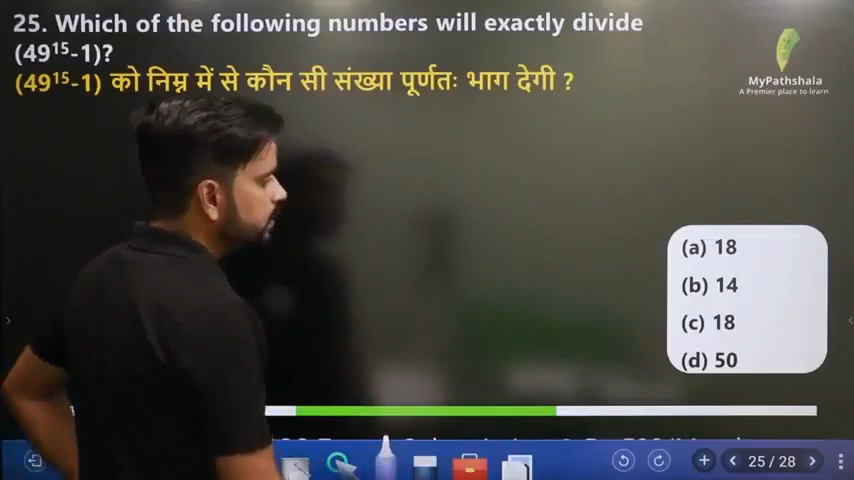 25. Which of the following numbers will exactly divide
(49¹⁵-1)?
(49¹⁵-1) को निम्न में से कौन सी संख्या पूर्णतः भाग देगी ?
MyPathshala
A Premier place to learn
(a) 18
(b) 14
(c) 18
(d) 50
25 / 28